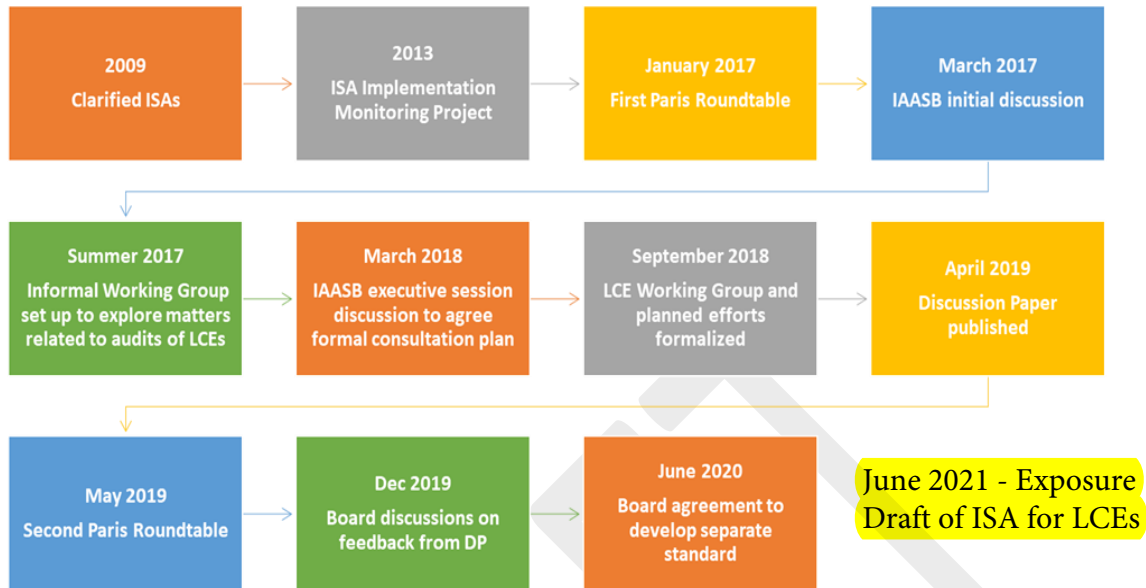 2009
Clarified ISAs
2013
ISA Implementation
Monitoring Project
January 2017
First Paris Roundtable
March 2017
IAASB initial discussion
Summer 2017
Informal Working Group
set up to explore matters
related to audits of LCEs
March 2018
IAASB executive session
discussion to agree
formal consultation plan
September 2018
LCE Working Group and
planned efforts
formalized
April 2019
Discussion Paper
published
May 2019
Second Paris Roundtable
Dec 2019
Board discussions on
feedback from DP
June 2020
Board agreement to
develop separate
standard
June 2021 - Exposure
Draft of ISA for LCEs